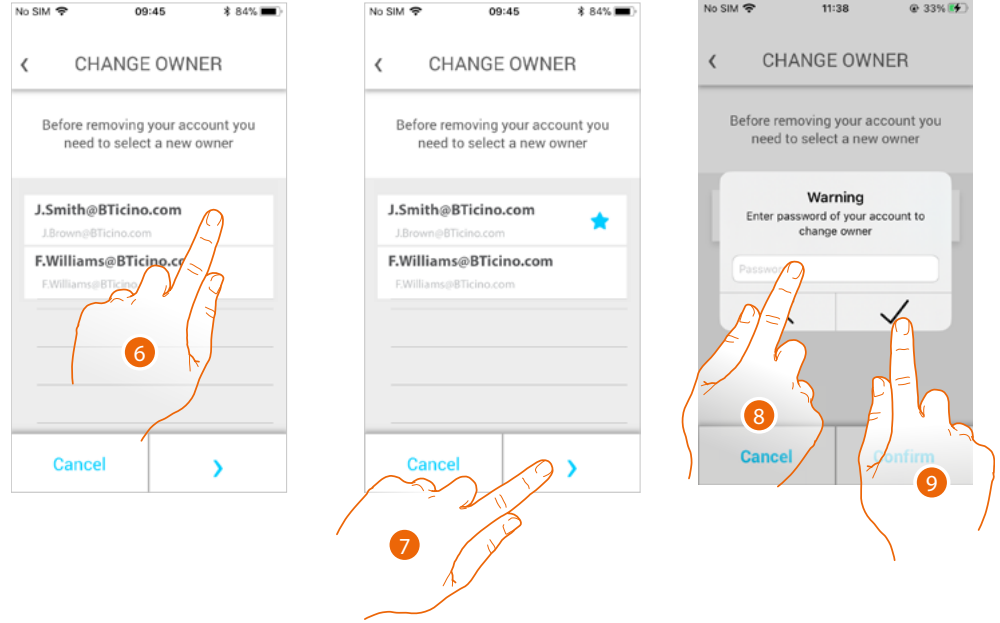 No SIM 09:45 84%
CHANGE OWNER
Before removing your account you
need to select a new owner
J.Smith@BTicino.com
J.Brown@BTicino.com
F.Williams@BTicino.co
F.Williams@BTicino
6
Cancel
No SIM 09:45 84%
CHANGE OWNER
Before removing your account you
need to select a new owner
J.Smith@BTicino.com
J.Brown@BTicino.com
F.Williams@BTicino.com
F.Williams@BTicino.com
Cancel
7
No SIM 11:38 33%
CHANGE OWNER
Before removing your account you
need to select a new owner
Warning
Enter password of your account to
change owner
Passwo
8
Cancel
Confirm
9